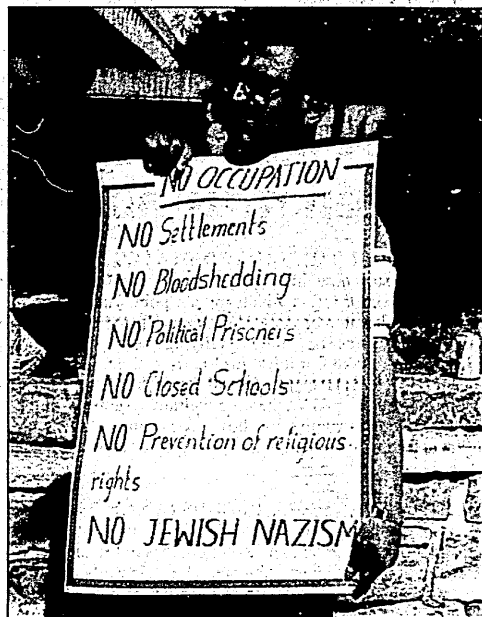 NO OCCUPATION
NO Settlements
NO Bloodshedding
NO Political Prisoners
NO Closed Schools
NO Prevention of religious
rights
NO JEWISH NAZISM